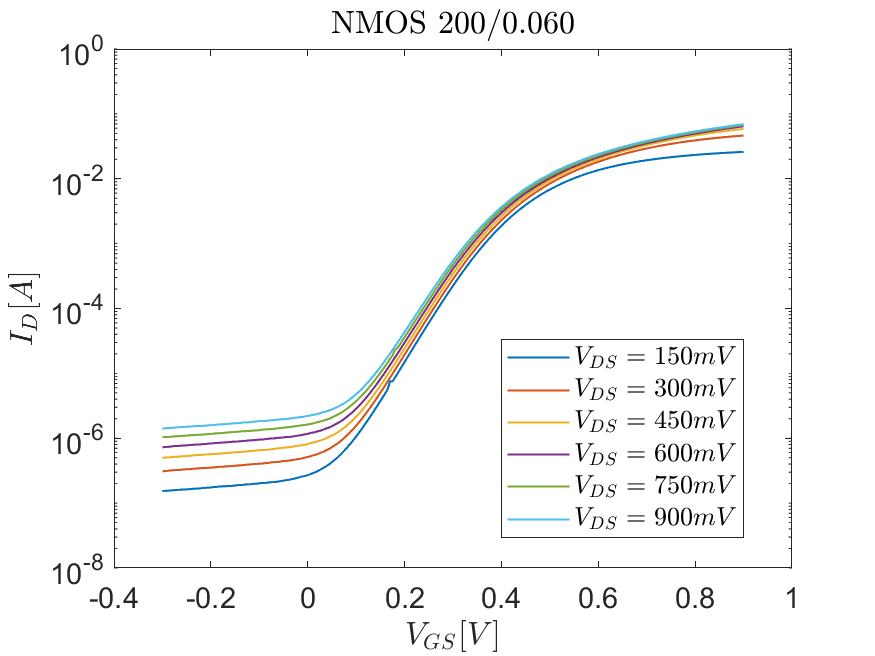 NMOS 200/0.060
10^0
10^-2
10^-4
10^-6
10^-8
I_D[A]
-0.4 -0.2 0 0.2 0.4 0.6 0.8 1
V_GS[V]
V_DS = 150mV
V_DS = 300mV
V_DS = 450mV
V_DS = 600mV
V_DS = 750mV
V_DS = 900mV